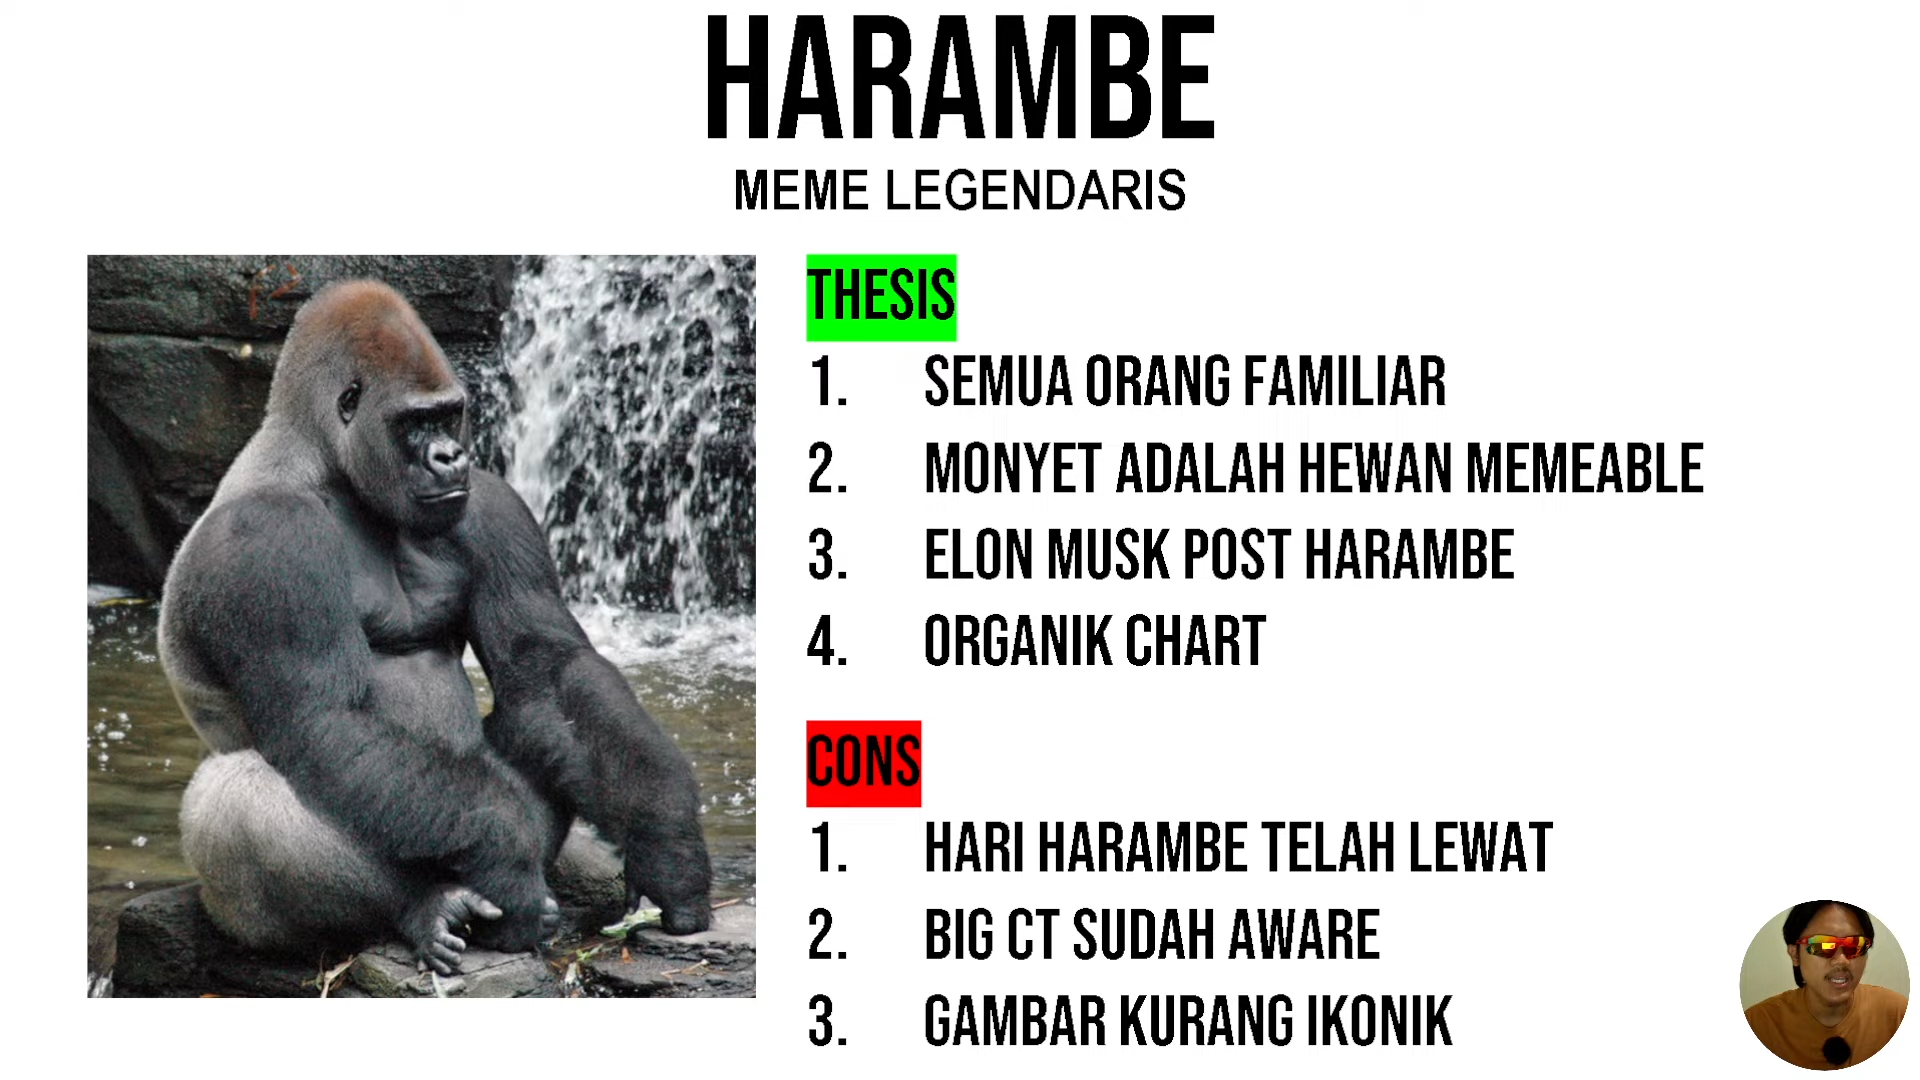 HARAMBE
MEME LEGENDARIS
THESIS
1. SEMUA ORANG FAMILIAR
2. MONYET ADALAH HEWAN MEMEABLE
3. ELON MUSK POST HARAMBE
4. ORGANIK CHART
CONS
1. HARI HARAMBE TELAH LEWAT
2. BIG CT SUDAH AWARE
3. GAMBAR KURANG IKONIK